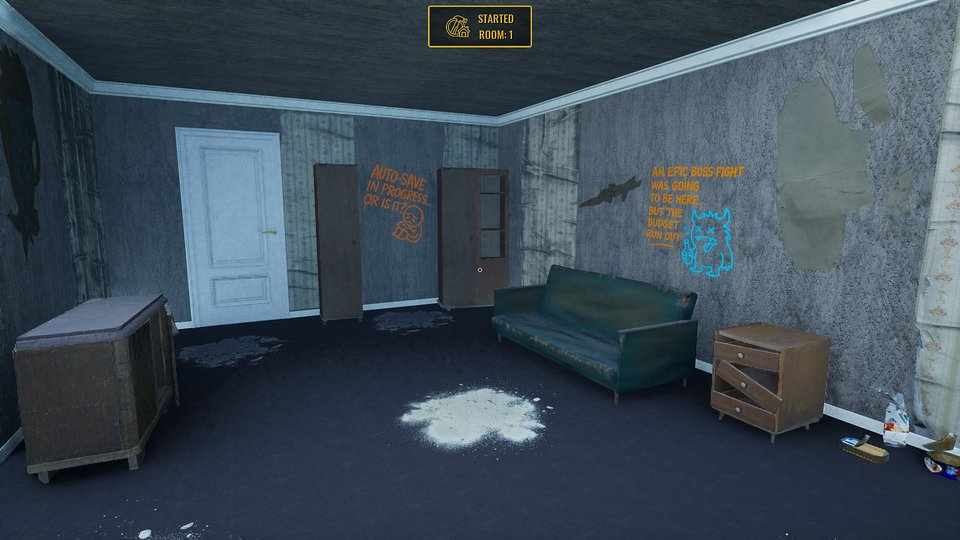 STARTED
ROOM: 1
AUTO-SAVE
IN PROGRESS...
OR IS IT?
AN EPIC BOSS FIGHT
WAS GOING
TO BE HERE...
BUT THE
BUDGET
RUN OUT